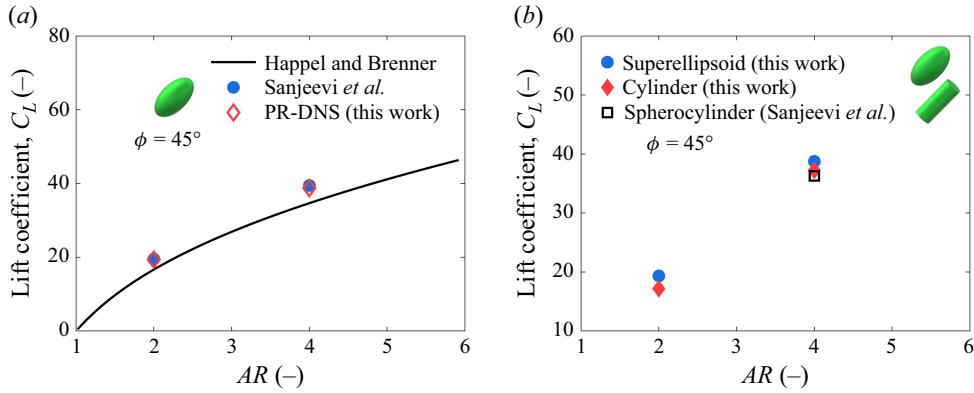 (a)
80
60
40
20
0
Lift coefficient, C_L (–)
Happel and Brenner
Sanjeevi et al.
PR-DNS (this work)
ϕ = 45°
1 2 3 4 5 6
AR (–)
(b)
60
50
40
30
20
10
Lift coefficient, C_L (–)
Superellipsoid (this work)
Cylinder (this work)
Spherocylinder (Sanjeevi et al.)
ϕ = 45°
1 2 3 4 5 6
AR (–)